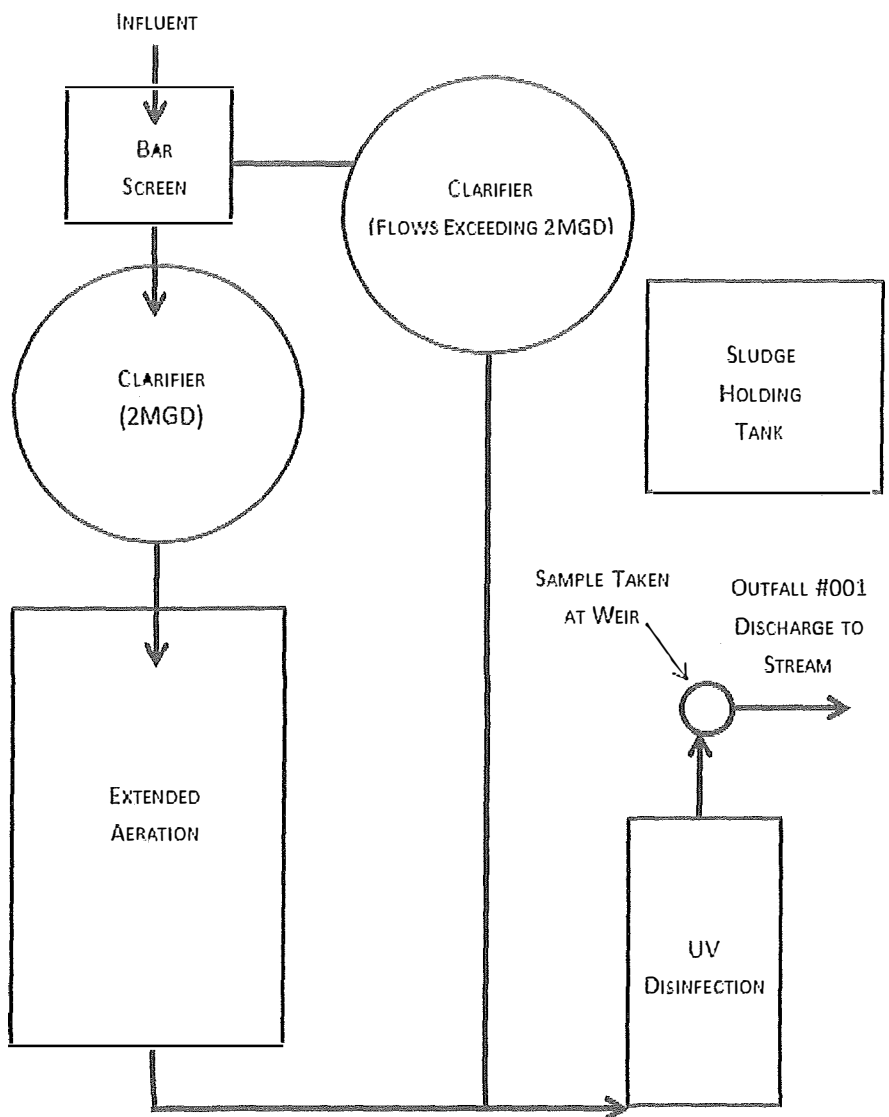 INFLUENT
BAR
SCREEN
CLARIFIER
(FLOWS EXCEEDING 2MGD)
CLARIFIER
(2MGD)
SLUDGE
HOLDING
TANK
SAMPLE TAKEN
AT WEIR
OUTFALL #001
DISCHARGE TO
STREAM
EXTENDED
AERATION
UV
DISINFECTION